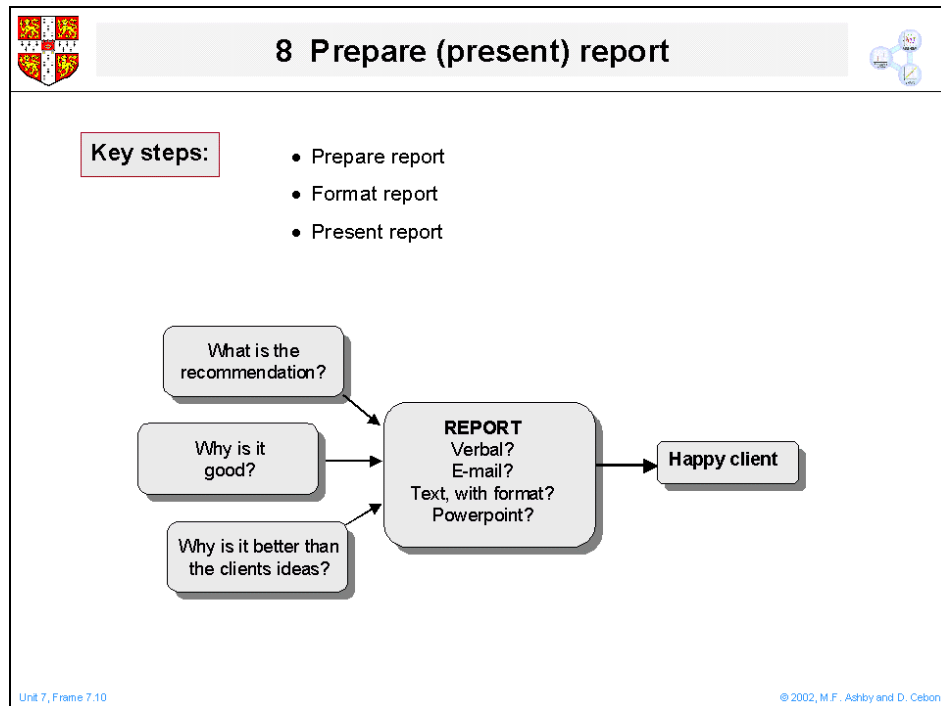 8 Prepare (present) report
Key steps:
• Prepare report
• Format report
• Present report
What is the
recommendation?
Why is it
good?
Why is it better than
the clients ideas?
REPORT
Verbal?
E-mail?
Text, with format?
Powerpoint?
Happy client
Unit 7, Frame 7.10
© 2002, M.F. Ashby and D. Cebon